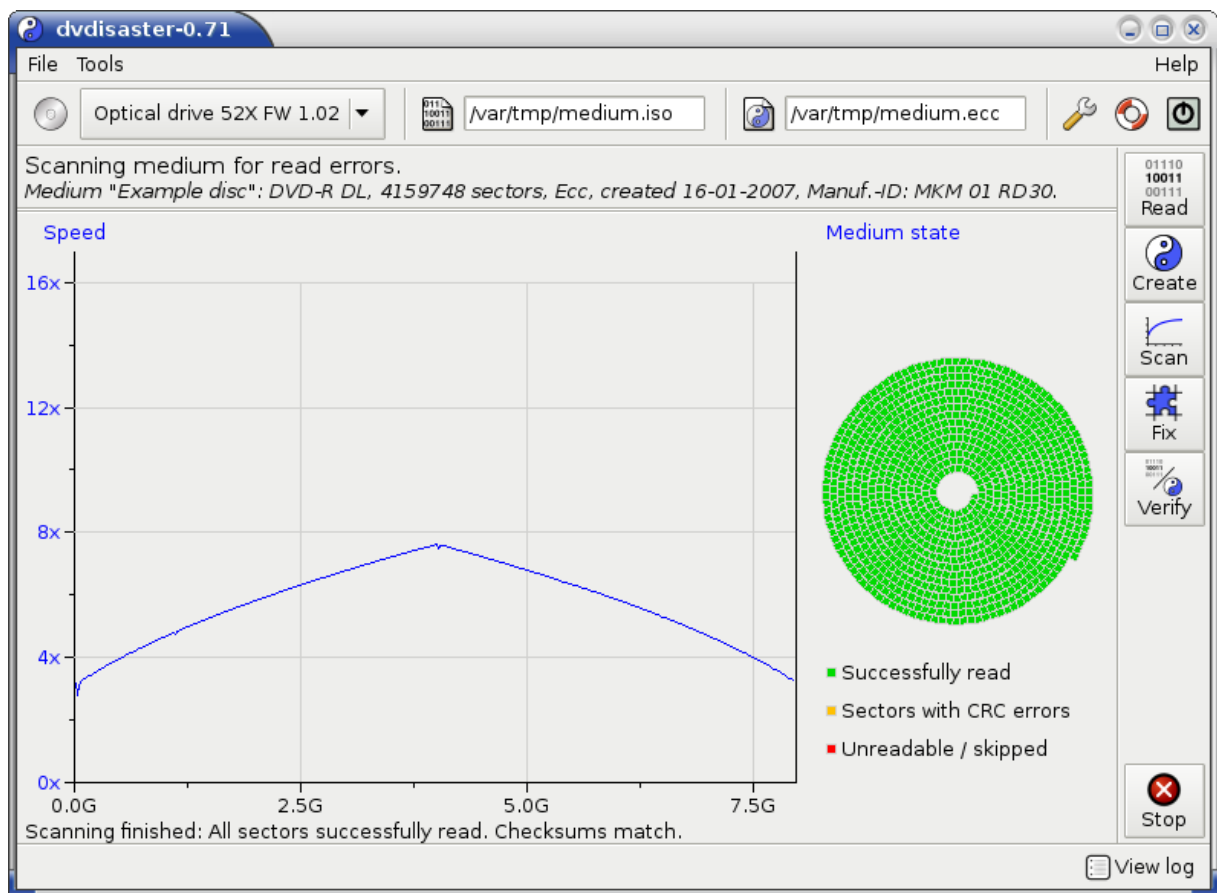 dvdisaster-0.71
File Tools Help
Optical drive 52X FW 1.02 /var/tmp/medium.iso /var/tmp/medium.ecc
Scanning medium for read errors.
Medium "Example disc": DVD-R DL, 4159748 sectors, Ecc, created 16-01-2007, Manuf.-ID: MKM 01 RD30.
Speed
16x
12x
8x
4x
0x
0.0G 2.5G 5.0G 7.5G
Medium state
Successfully read
Sectors with CRC errors
Unreadable / skipped
Scanning finished: All sectors successfully read. Checksums match.
01110
10011
00111
Read
Create
Scan
Fix
Verify
Stop
View log